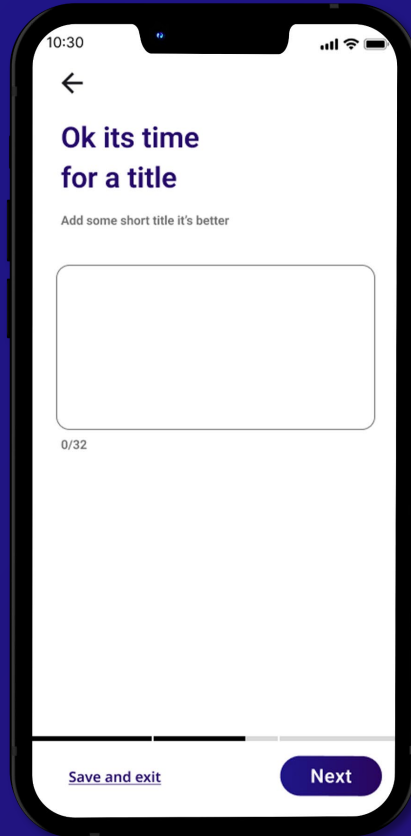 10:30
Ok its time
for a title
Add some short title it's better
0/32
Save and exit
Next